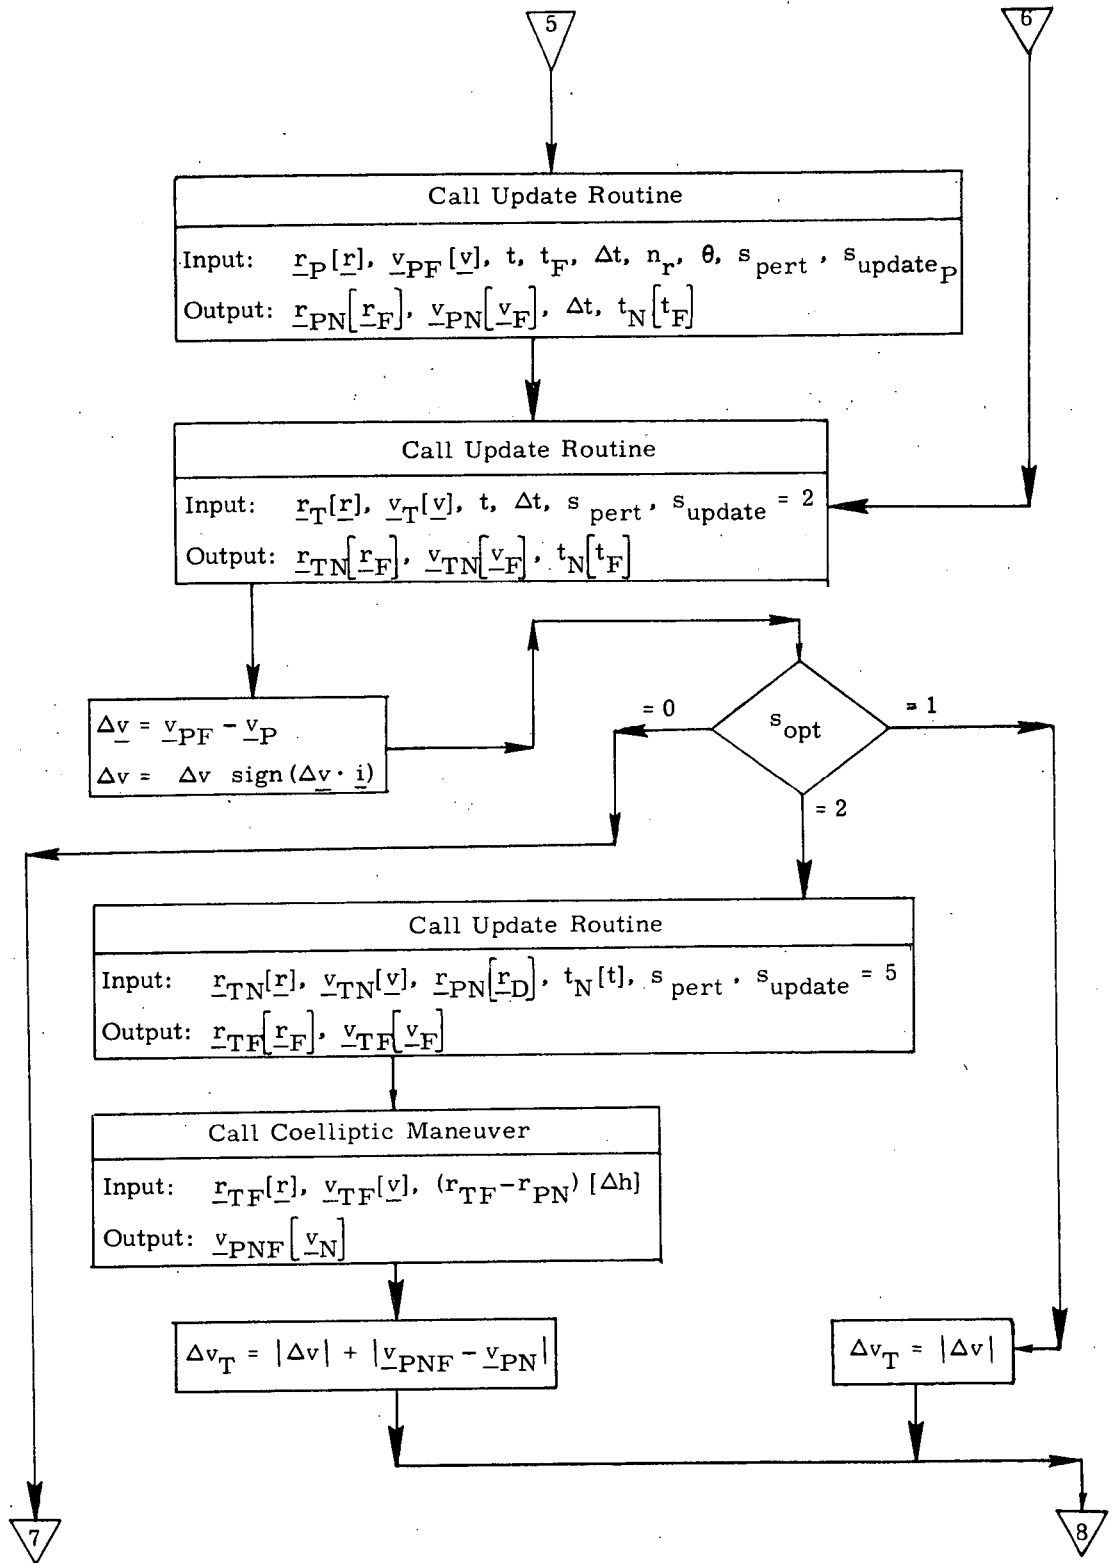 5
6
Call Update Routine
Input: r_P[r], v_PF[v], t, t_F, Δt, n_r, θ, s_pert, s_update_P
Output: r_PN[r_F], v_PN[v_F], Δt, t_N[t_F]
Call Update Routine
Input: r_T[r], v_T[v], t, Δt, s_pert, s_update = 2
Output: r_TN[r_F], v_TN[v_F], t_N[t_F]
Δv = v_PF − v_P
Δv = Δv sign(Δv · i)
= 0
s_opt
= 1
= 2
Call Update Routine
Input: r_TN[r], v_TN[v], r_PN[r_D], t_N[t], s_pert, s_update = 5
Output: r_TF[r_F], v_TF[v_F]
Call Coelliptic Maneuver
Input: r_TF[r], v_TF[v], (r_TF−r_PN) [Δh]
Output: v_PNF[v_N]
Δv_T = |Δv| + |v_PNF − v_PN|
Δv_T = |Δv|
7
8